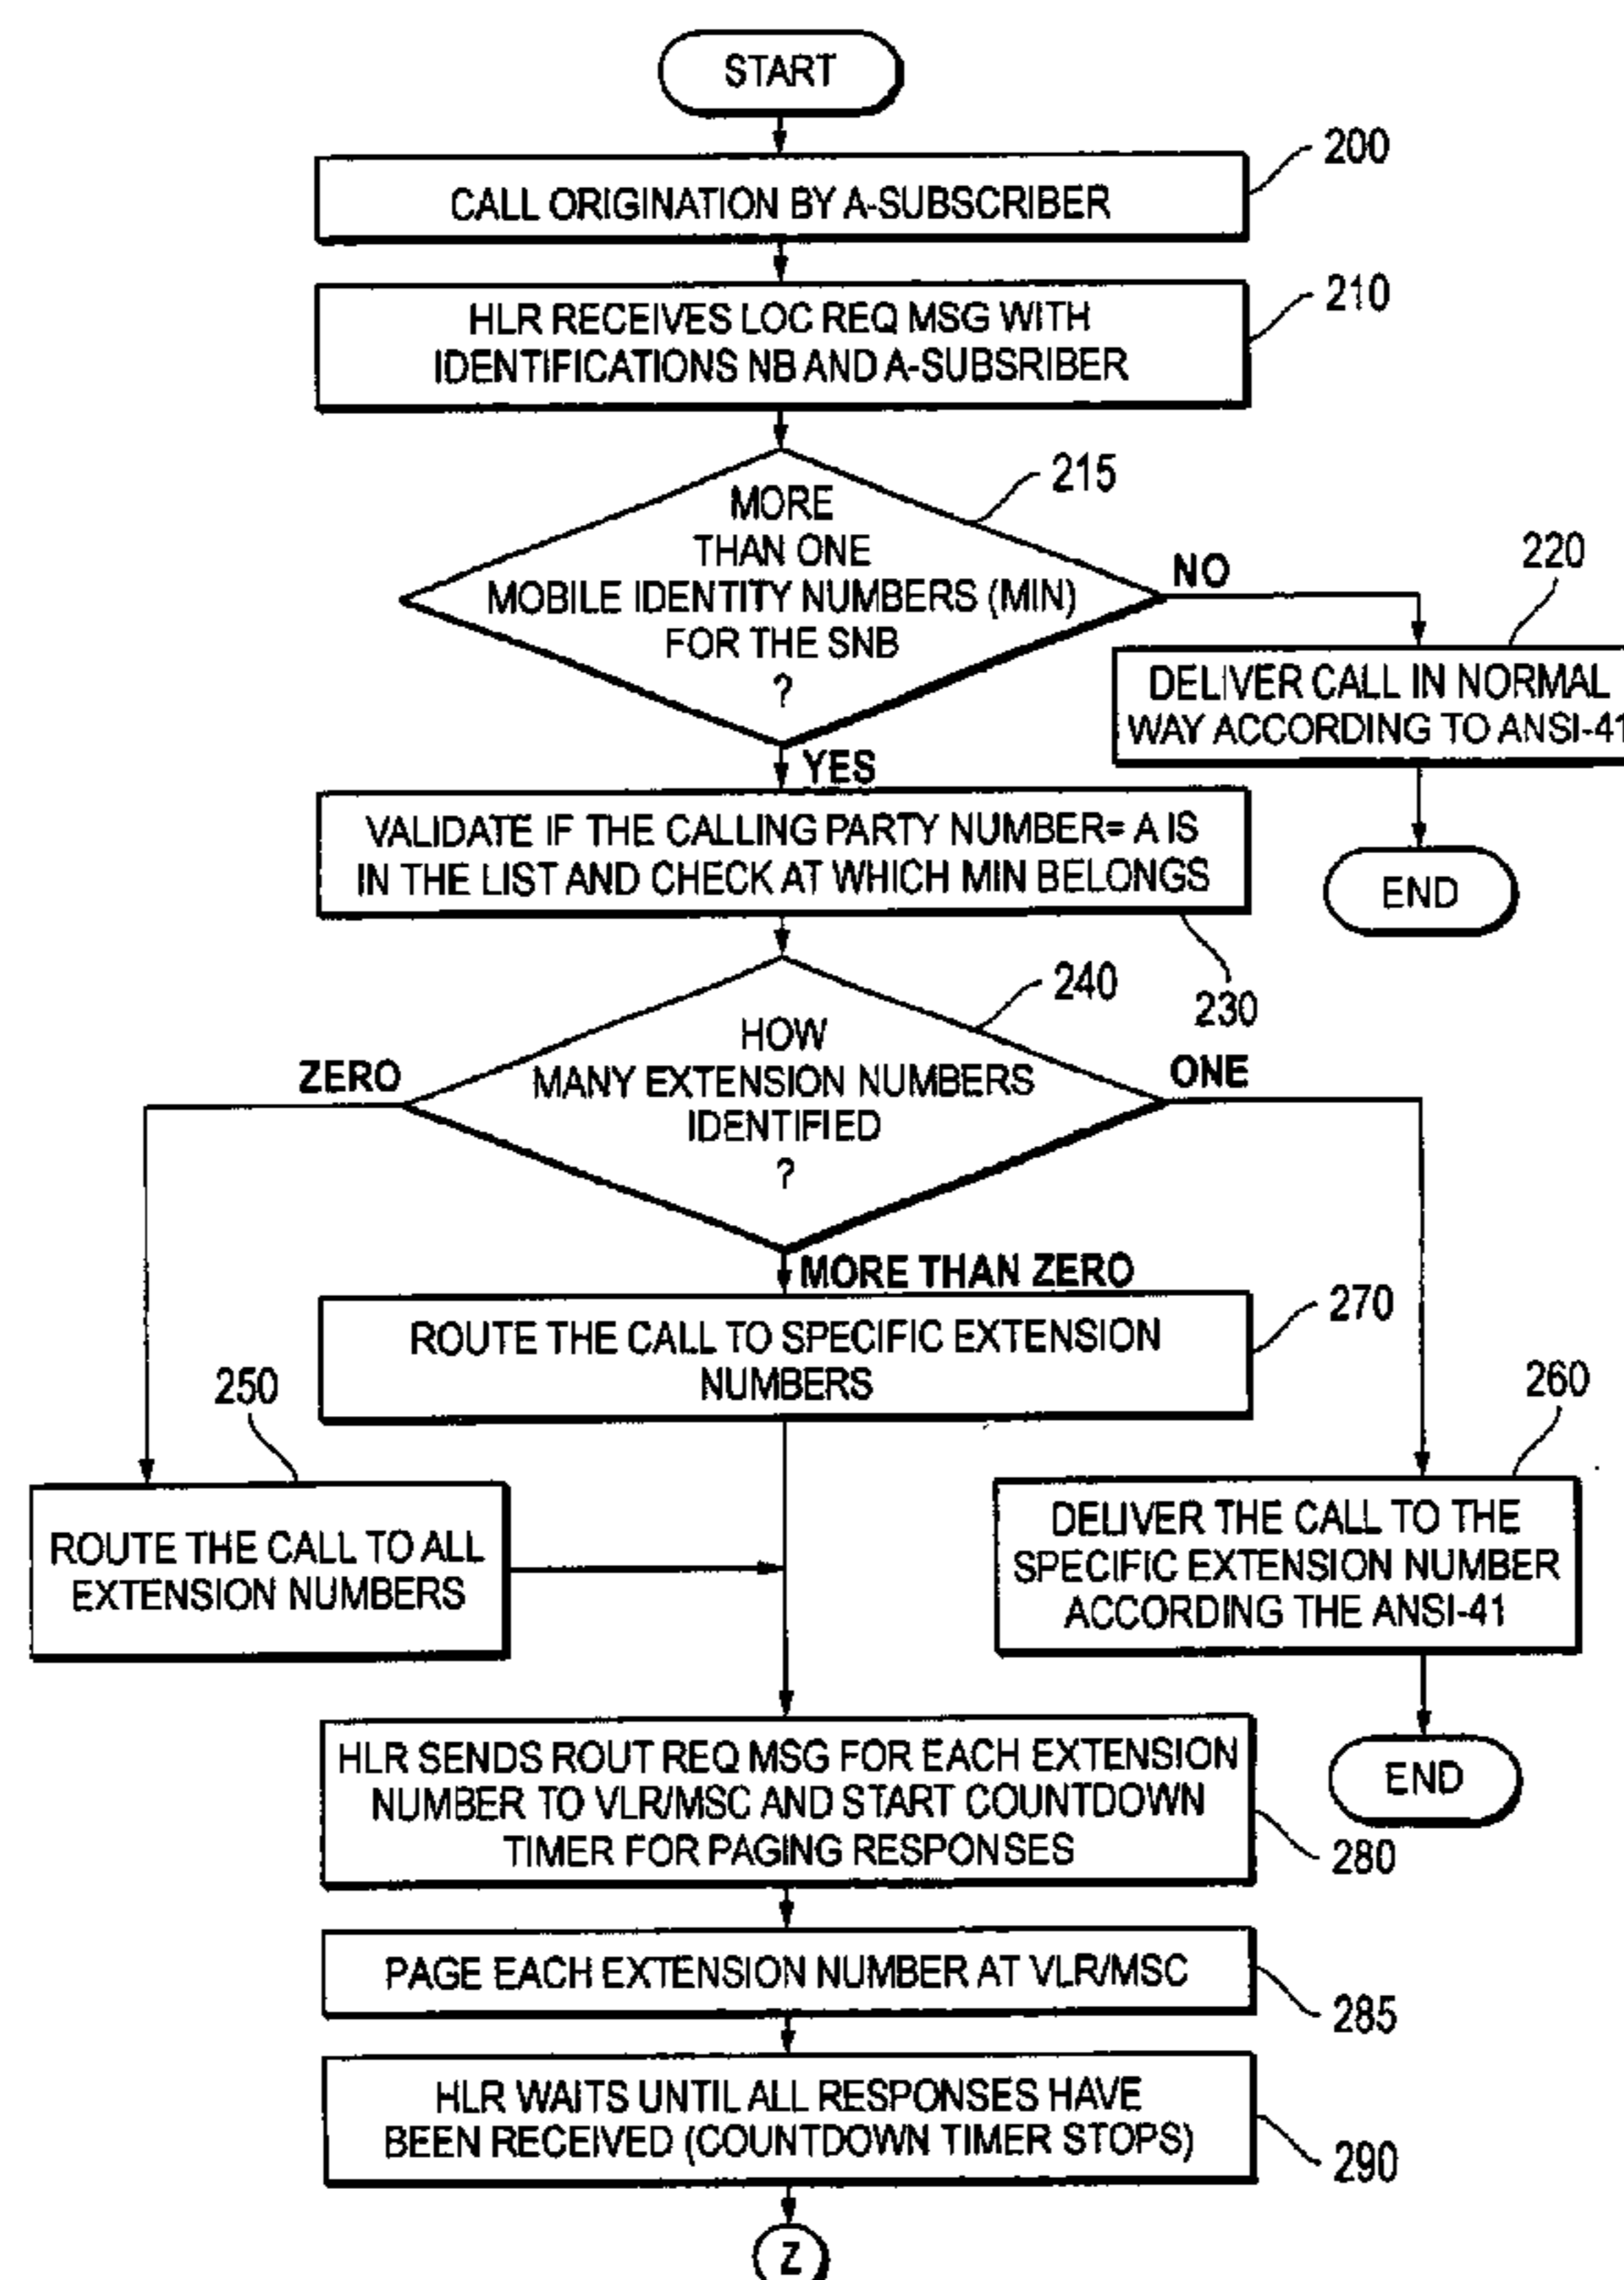 START
200
CALL ORIGINATION BY A-SUBSCRIBER
210
HLR RECEIVES LOC REQ MSG WITH
IDENTIFICATIONS NB AND A-SUBSRIBER
215
MORE
THAN ONE
MOBILE IDENTITY NUMBERS (MIN)
FOR THE SNB
?
NO
220
DELIVER CALL IN NORMAL
WAY ACCORDING TO ANSI-41
END
YES
VALIDATE IF THE CALLING PARTY NUMBER= A IS
IN THE LIST AND CHECK AT WHICH MIN BELONGS
230
240
HOW
MANY EXTENSION NUMBERS
IDENTIFIED
?
ZERO
ONE
MORE THAN ZERO
270
ROUTE THE CALL TO SPECIFIC EXTENSION
NUMBERS
250
ROUTE THE CALL TO ALL
EXTENSION NUMBERS
260
DELIVER THE CALL TO THE
SPECIFIC EXTENSION NUMBER
ACCORDING THE ANSI-41
END
HLR SENDS ROUT REQ MSG FOR EACH EXTENSION
NUMBER TO VLR/MSC AND START COUNTDOWN
TIMER FOR PAGING RESPONSES
280
PAGE EACH EXTENSION NUMBER AT VLR/MSC
285
HLR WAITS UNTIL ALL RESPONSES HAVE
BEEN RECEIVED (COUNTDOWN TIMER STOPS)
290
Z